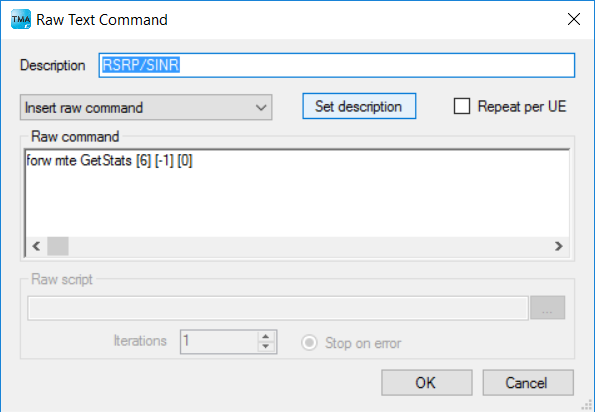 TMA Raw Text Command
Description RSRP/SINR
Insert raw command Set description Repeat per UE
Raw command
forw mte GetStats [6] [-1] [0]
Raw script
...
Iterations 1 Stop on error
OK Cancel